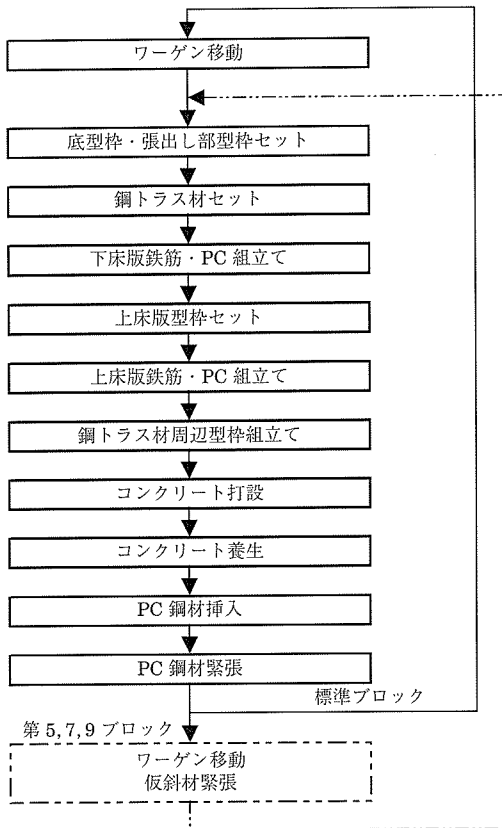 ワーゲン移動
底型枠・張出し部型枠セット
鋼トラス材セット
下床版鉄筋・PC 組立て
上床版型枠セット
上床版鉄筋・PC 組立て
鋼トラス材周辺型枠組立て
コンクリート打設
コンクリート養生
PC 鋼材挿入
PC 鋼材緊張
標準ブロック
第 5, 7, 9 ブロック
ワーゲン移動
仮斜材緊張